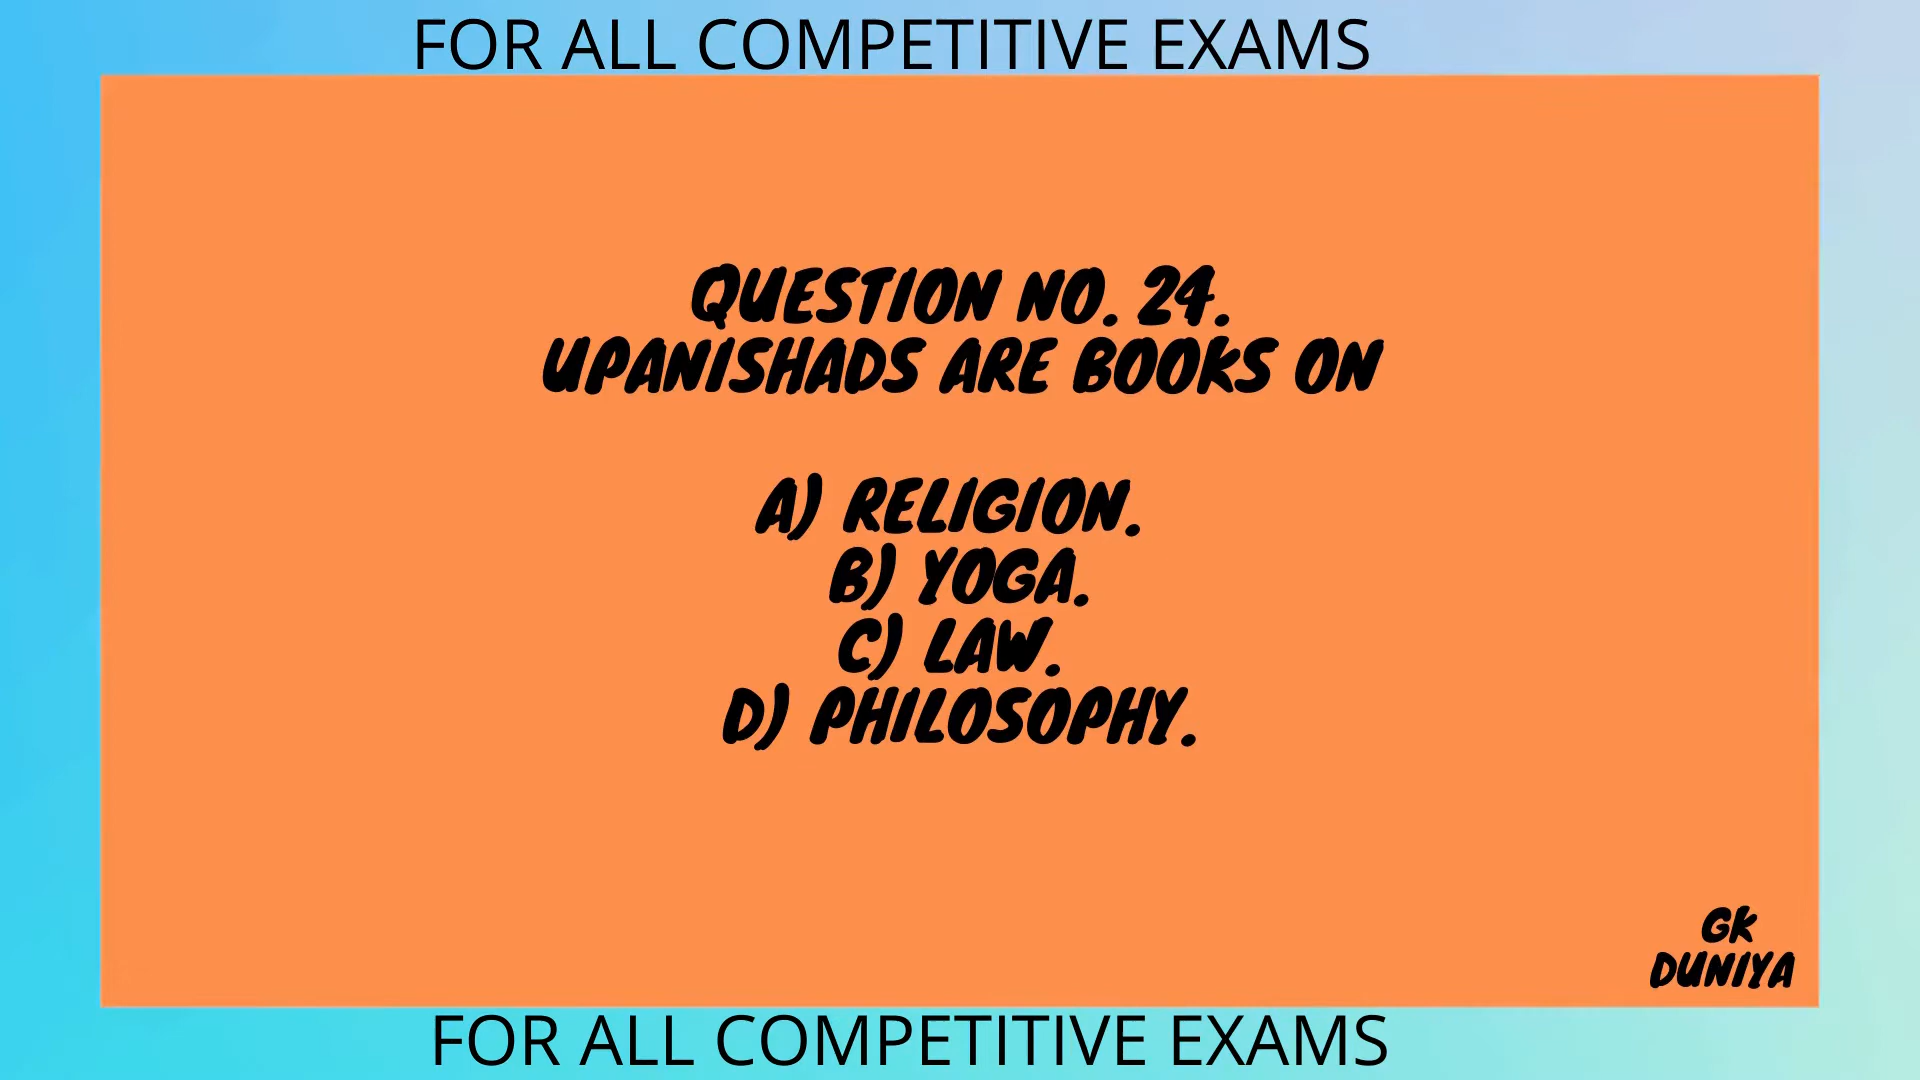 FOR ALL COMPETITIVE EXAMS
QUESTION NO. 24.
UPANISHADS ARE BOOKS ON
A) RELIGION.
B) YOGA.
C) LAW.
D) PHILOSOPHY.
GK
DUNIYA
FOR ALL COMPETITIVE EXAMS